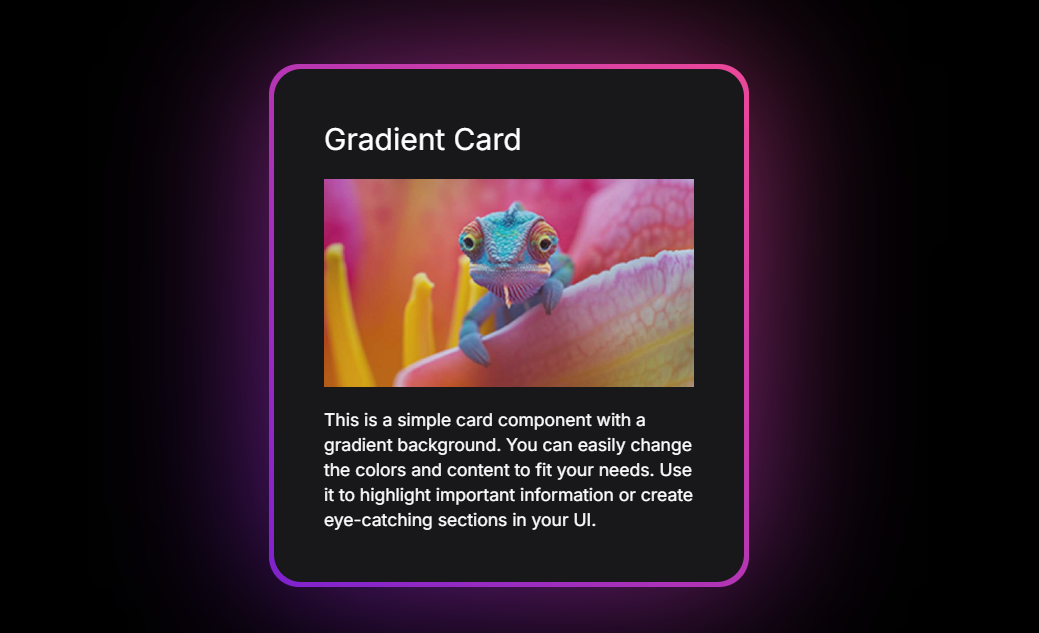 Gradient Card
This is a simple card component with a
gradient background. You can easily change
the colors and content to fit your needs. Use
it to highlight important information or create
eye-catching sections in your UI.